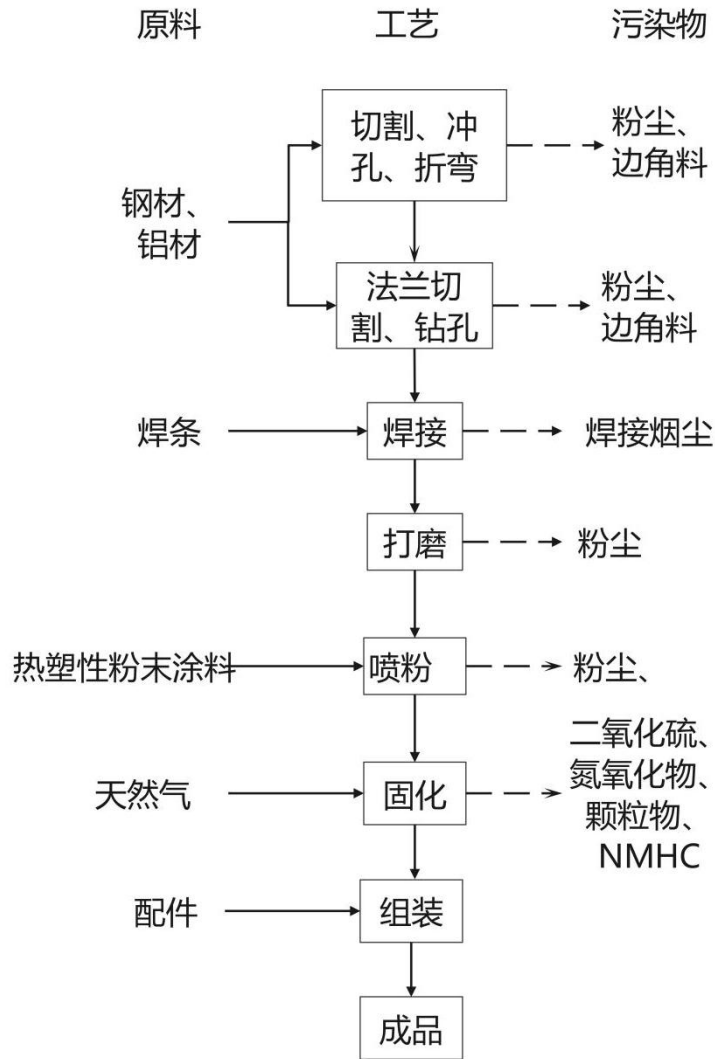 原料 工艺 污染物
切割、冲
孔、折弯
粉尘、
边角料
钢材、
铝材
法兰切
割、钻孔
粉尘、
边角料
焊条 焊接 焊接烟尘
打磨 粉尘
热塑性粉末涂料 喷粉 粉尘、
天然气 固化
二氧化硫、
氮氧化物、
颗粒物、
NMHC
配件 组装
成品